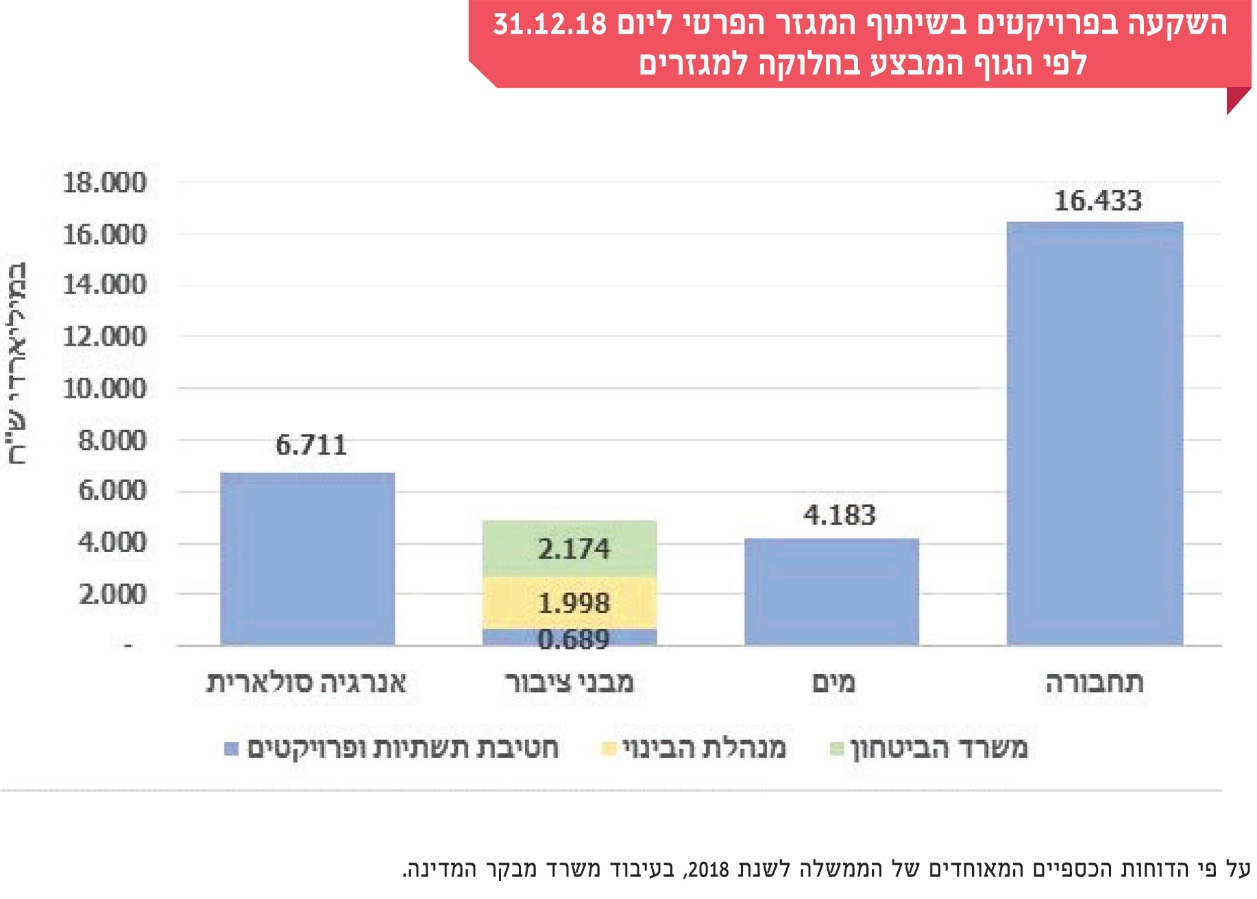 השקעה בפרויקטים בשיתוף המגזר הפרטי ליום 31.12.18
לפי הגוף המבצע בחלוקה למגזרים
במיליארדי ש"ח
18.000
16.000
14.000
12.000
10.000
8.000
6.000
4.000
2.000
-
16.433
4.183
2.174
1.998
0.689
6.711
תחבורה
מים
מבני ציבור
אנרגיה סולארית
משרד הביטחון
מנהלת הבינוי
חטיבת תשתיות ופרויקטים
על פי הדוחות הכספיים המאוחדים של הממשלה לשנת 2018, בעיבוד משרד מבקר המדינה.